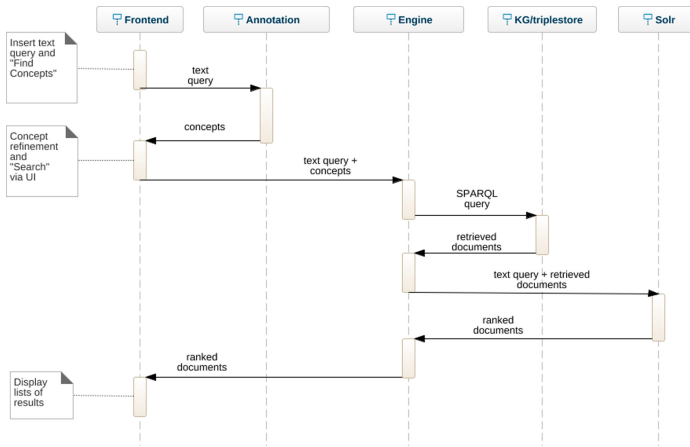 Frontend
Annotation
Engine
KG/triplestore
Solr
Insert text
query and
"Find
Concepts"
text
query
concepts
Concept
refinement
and
"Search"
via UI
text query +
concepts
SPARQL
query
retrieved
documents
text query + retrieved
documents
ranked
documents
ranked
documents
Display
lists of
results